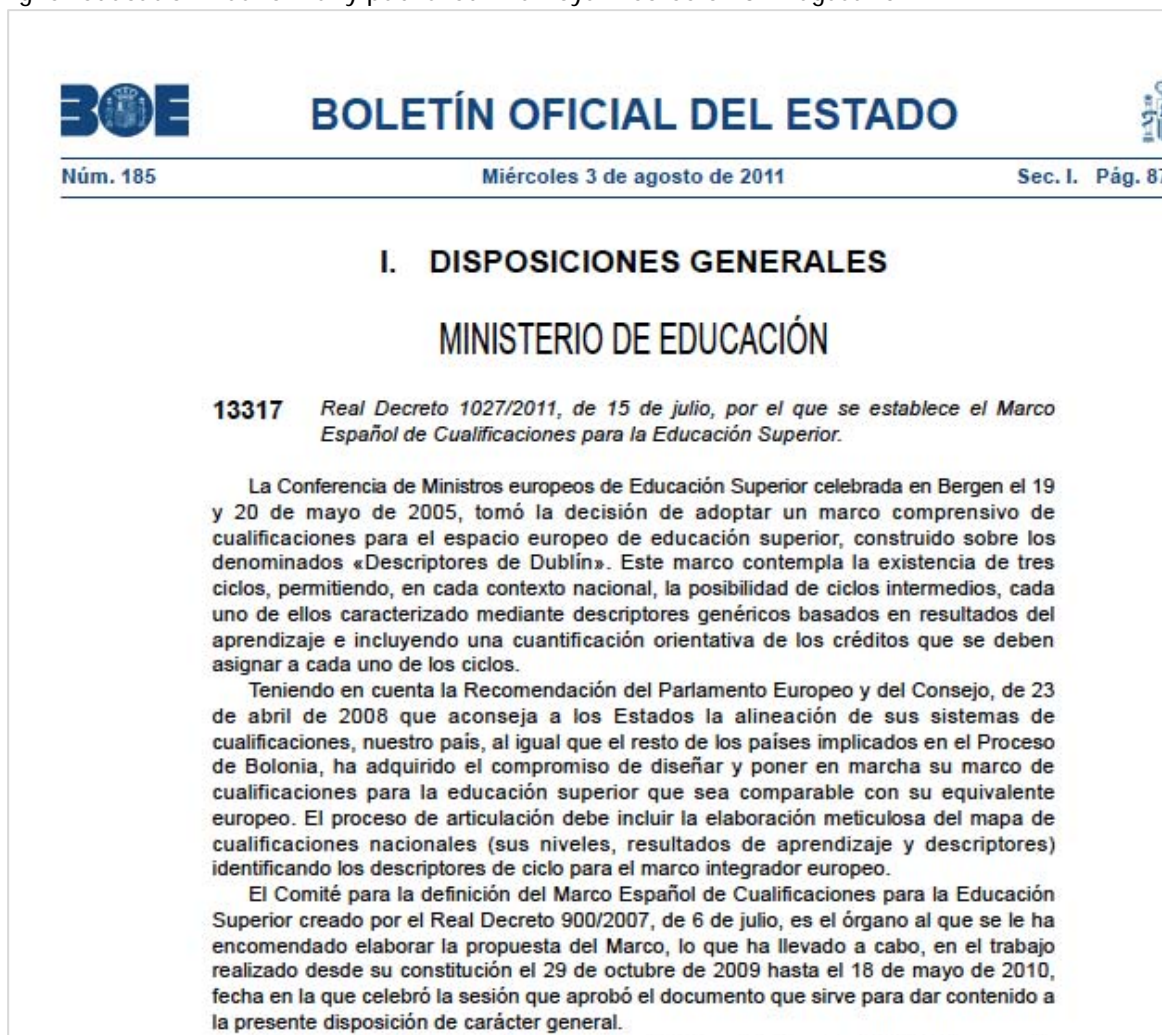 BOE
BOLETÍN OFICIAL DEL ESTADO
Núm. 185 Miércoles 3 de agosto de 2011 Sec. I. Pág. 87
I. DISPOSICIONES GENERALES
MINISTERIO DE EDUCACIÓN
13317 Real Decreto 1027/2011, de 15 de julio, por el que se establece el Marco
Español de Cualificaciones para la Educación Superior.
La Conferencia de Ministros europeos de Educación Superior celebrada en Bergen el 19
y 20 de mayo de 2005, tomó la decisión de adoptar un marco comprensivo de
cualificaciones para el espacio europeo de educación superior, construido sobre los
denominados «Descriptores de Dublín». Este marco contempla la existencia de tres
ciclos, permitiendo, en cada contexto nacional, la posibilidad de ciclos intermedios, cada
uno de ellos caracterizado mediante descriptores genéricos basados en resultados del
aprendizaje e incluyendo una cuantificación orientativa de los créditos que se deben
asignar a cada uno de los ciclos.
Teniendo en cuenta la Recomendación del Parlamento Europeo y del Consejo, de 23
de abril de 2008 que aconseja a los Estados la alineación de sus sistemas de
cualificaciones, nuestro país, al igual que el resto de los países implicados en el Proceso
de Bolonia, ha adquirido el compromiso de diseñar y poner en marcha su marco de
cualificaciones para la educación superior que sea comparable con su equivalente
europeo. El proceso de articulación debe incluir la elaboración meticulosa del mapa de
cualificaciones nacionales (sus niveles, resultados de aprendizaje y descriptores)
identificando los descriptores de ciclo para el marco integrador europeo.
El Comité para la definición del Marco Español de Cualificaciones para la Educación
Superior creado por el Real Decreto 900/2007, de 6 de julio, es el órgano al que se le ha
encomendado elaborar la propuesta del Marco, lo que ha llevado a cabo, en el trabajo
realizado desde su constitución el 29 de octubre de 2009 hasta el 18 de mayo de 2010,
fecha en la que celebró la sesión que aprobó el documento que sirve para dar contenido a
la presente disposición de carácter general.